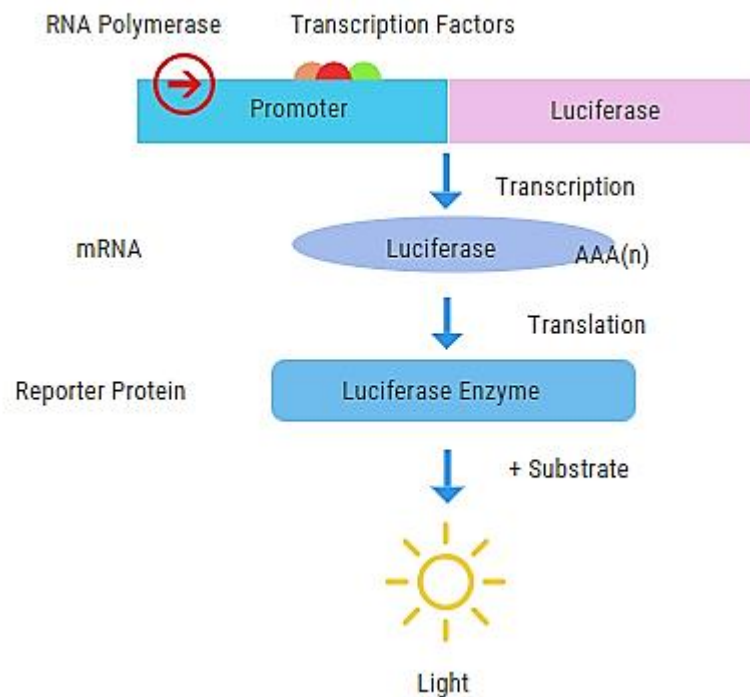 RNA Polymerase
Transcription Factors
Promoter
Luciferase
Transcription
mRNA
Luciferase
AAA(n)
Translation
Reporter Protein
Luciferase Enzyme
+ Substrate
Light